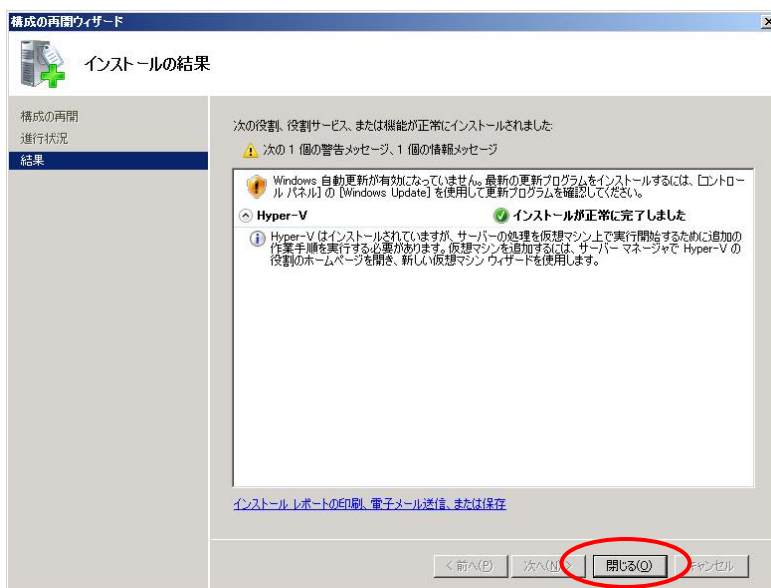 構成の再開ウィザード
インストールの結果
構成の再開
進行状況
結果
次の役割、役割サービス、または機能が正常にインストールされました:
次の 1 個の警告メッセージ、1 個の情報メッセージ
Windows 自動更新が有効になっていません。最新の更新プログラムをインストールするには、[コントロー
ル パネル] の [Windows Update] を使用して更新プログラムを確認してください。
Hyper-V
インストールが正常に完了しました
Hyper-V はインストールされていますが、サーバーの処理を仮想マシン上で実行開始するために追加の
作業手順を実行する必要があります。仮想マシンを追加するには、サーバー マネージャで Hyper-V の
役割のホームページを開き、新しい仮想マシン ウィザードを使用します。
インストール レポートの印刷、電子メール送信、または保存
< 前へ(P)
次へ(N) >
閉じる(O)
キャンセル